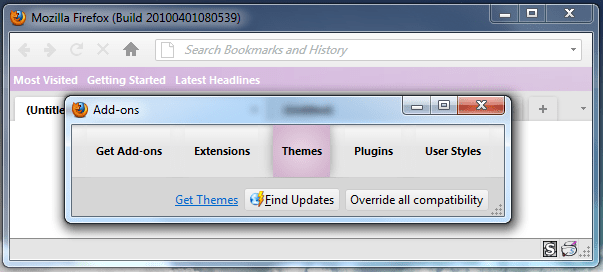 Mozilla Firefox (Build 20100401080539)
Search Bookmarks and History
Most Visited Getting Started Latest Headlines
(Untitle
Add-ons
Get Add-ons Extensions Themes Plugins User Styles
Get Themes Find Updates Override all compatibility
S